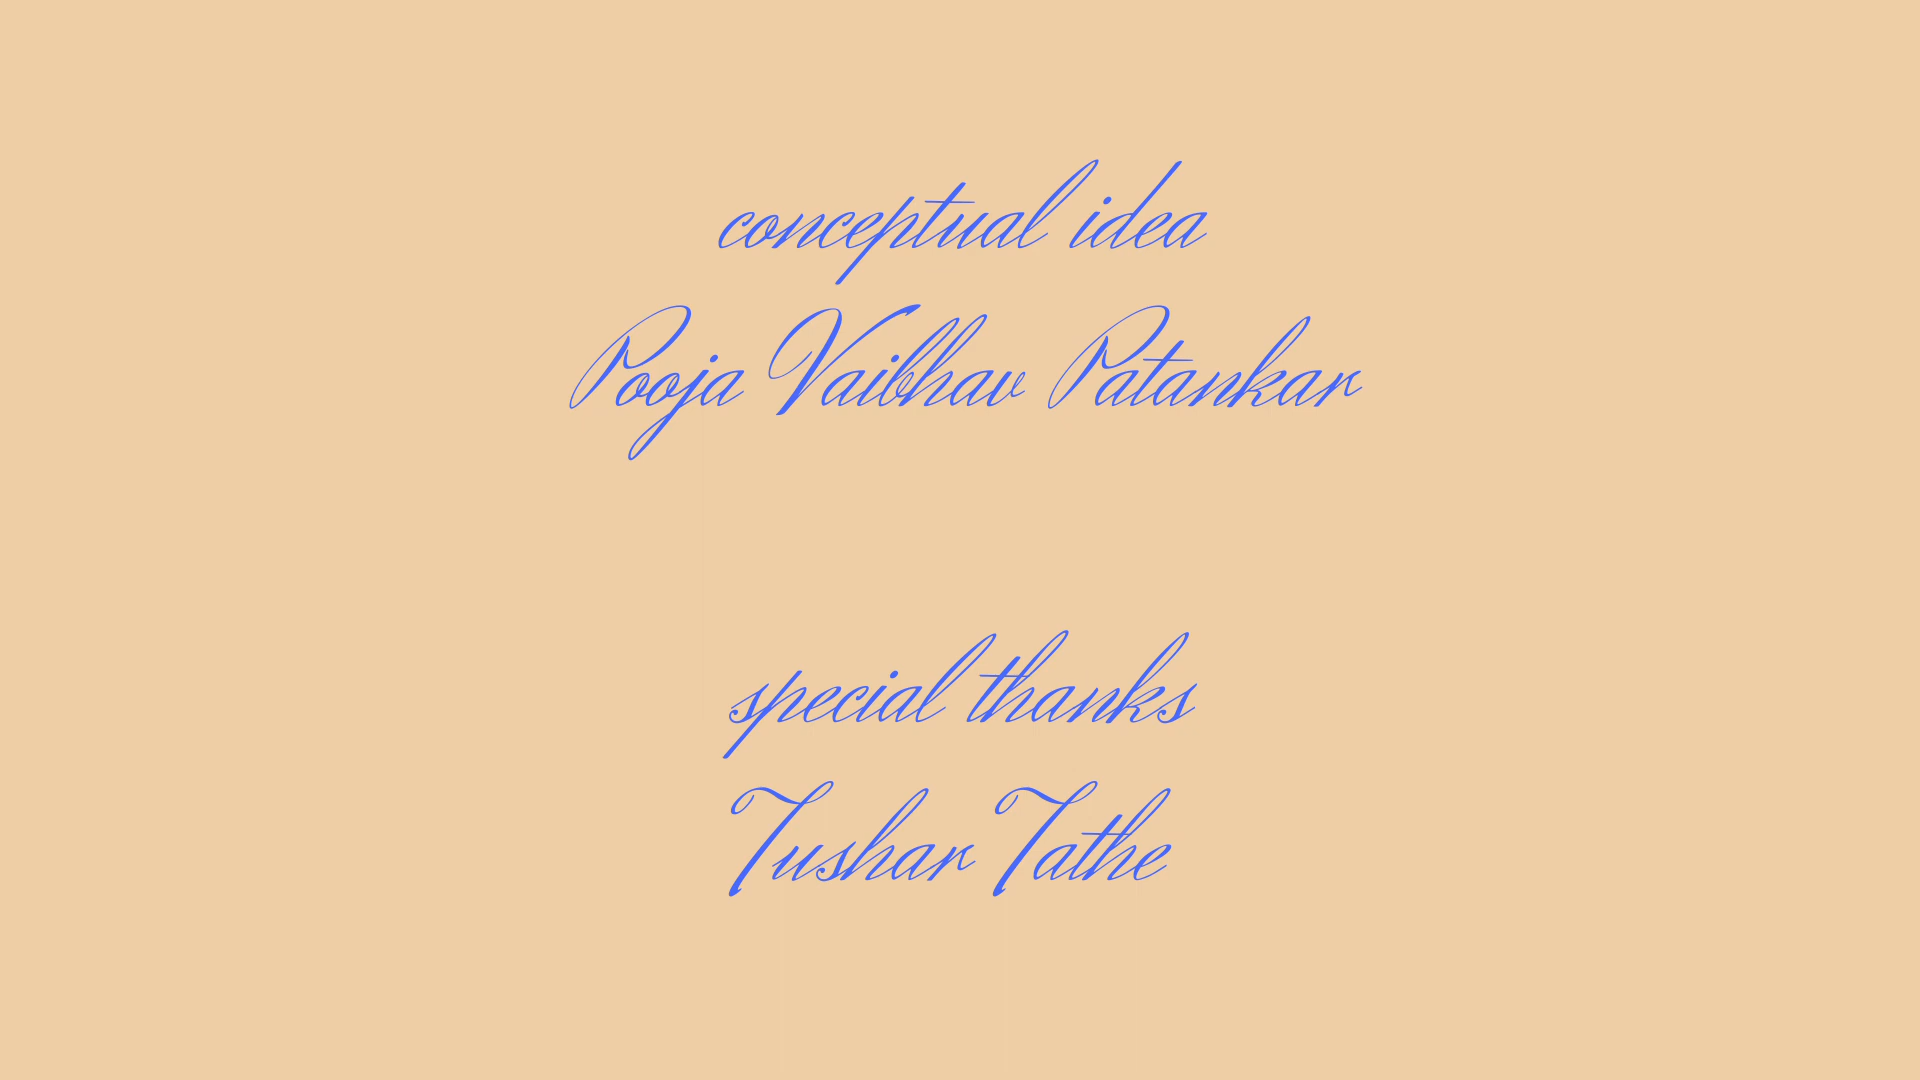 conceptual idea
Pooja Vaibhav Patankar
special thanks
Tushar Tathe